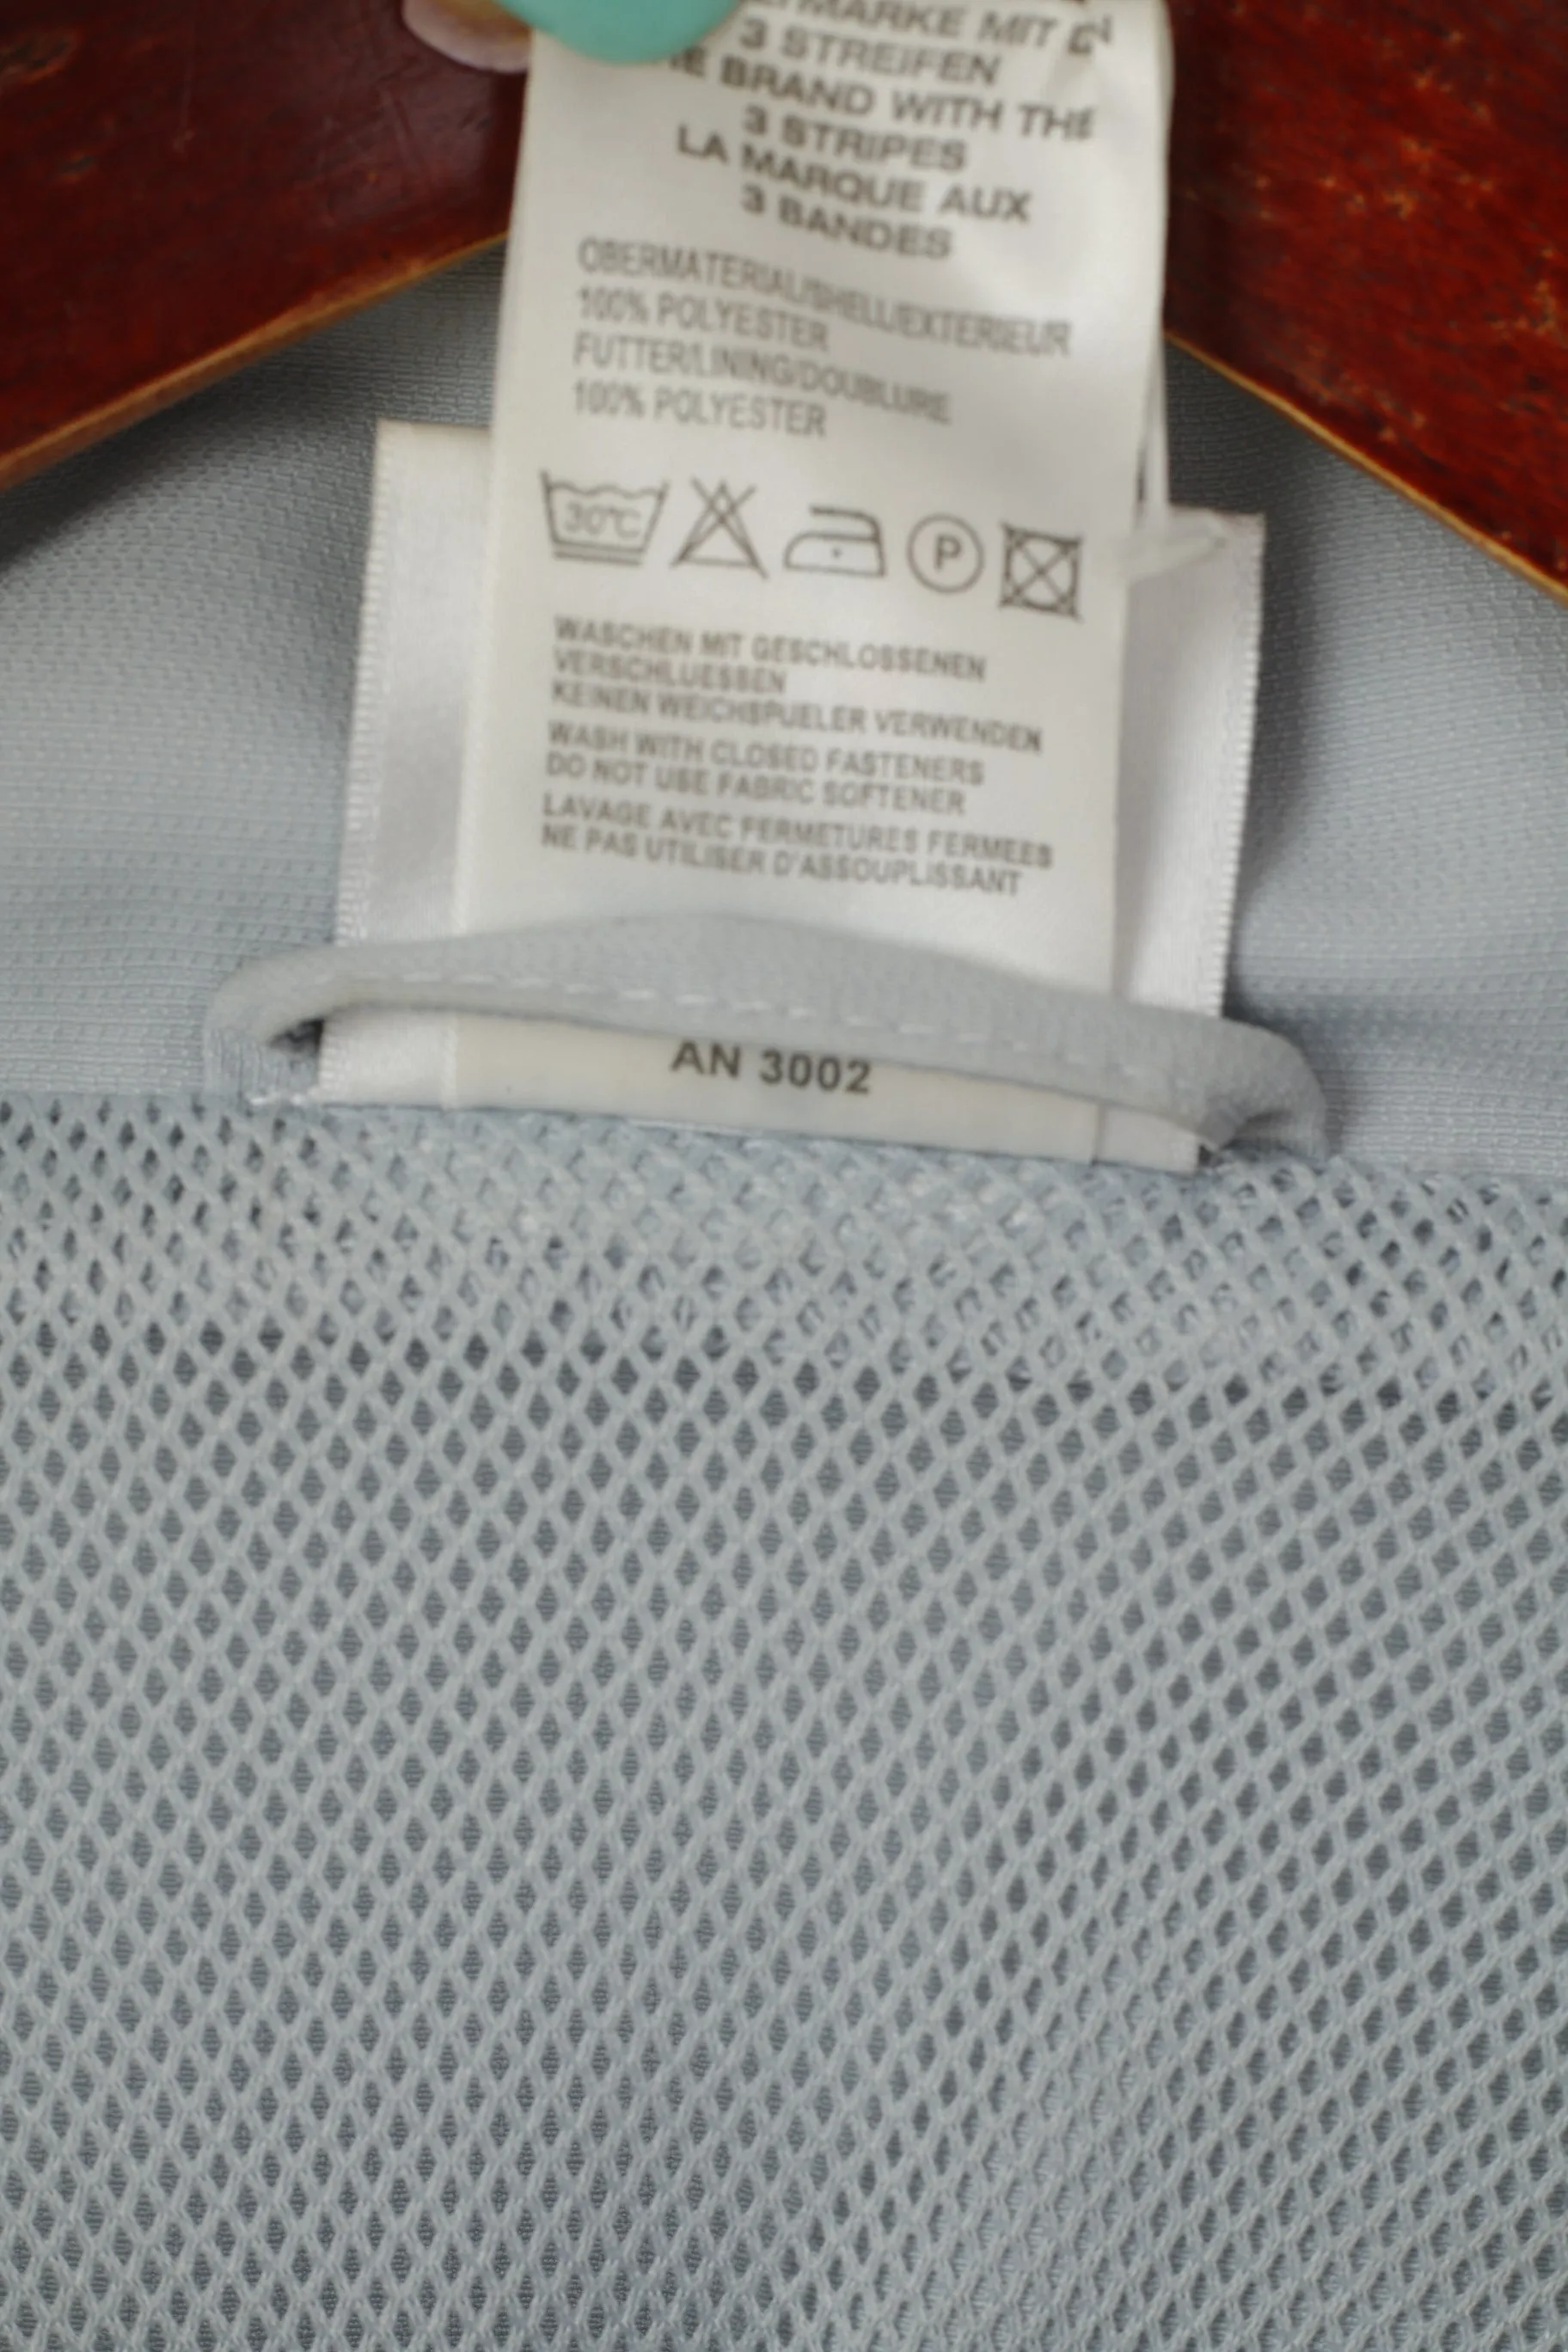 MARKE MIT
3 STREIFEN
BRAND WITH THE
3 STRIPES
LA MARQUE AUX
3 BANDES
OBERMATERIAL/SHELL/EXTERIEUR
100% POLYESTER
FUTTER/LINING/DOUBLURE
100% POLYESTER
30°C P
WASCHEN MIT GESCHLOSSENEN
VERSCHLUESSEN
KEINEN WEICHSPUELER VERWENDEN
WASH WITH CLOSED FASTENERS
DO NOT USE FABRIC SOFTENER
LAVAGE AVEC FERMETURES FERMEES
NE PAS UTILISER D'ASSOUPLISSANT
AN 3002